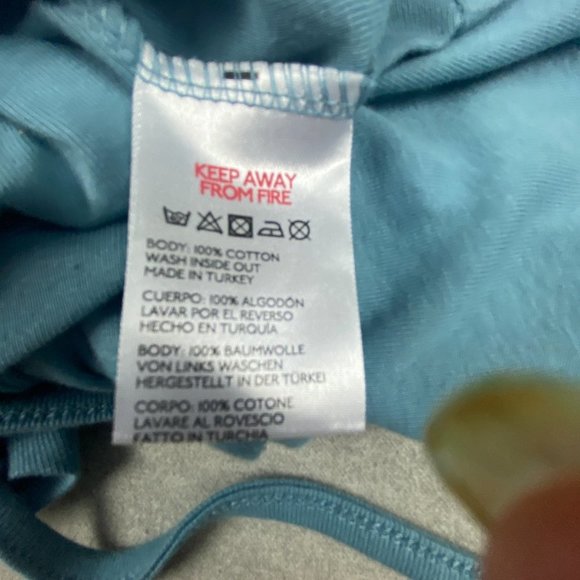 KEEP AWAY
FROM FIRE
BODY: 100% COTTON
WASH INSIDE OUT
MADE IN TURKEY
CUERPO: 100% ALGODÓN
LAVAR POR EL REVERSO
HECHO EN TURQUÍA
BODY: 100% BAUMWOLLE
VON LINKS WASCHEN
HERGESTELLT IN DER TÜRKEI
CORPO: 100% COTONE
LAVARE AL ROVESCIO
FATTO IN TURCHIA